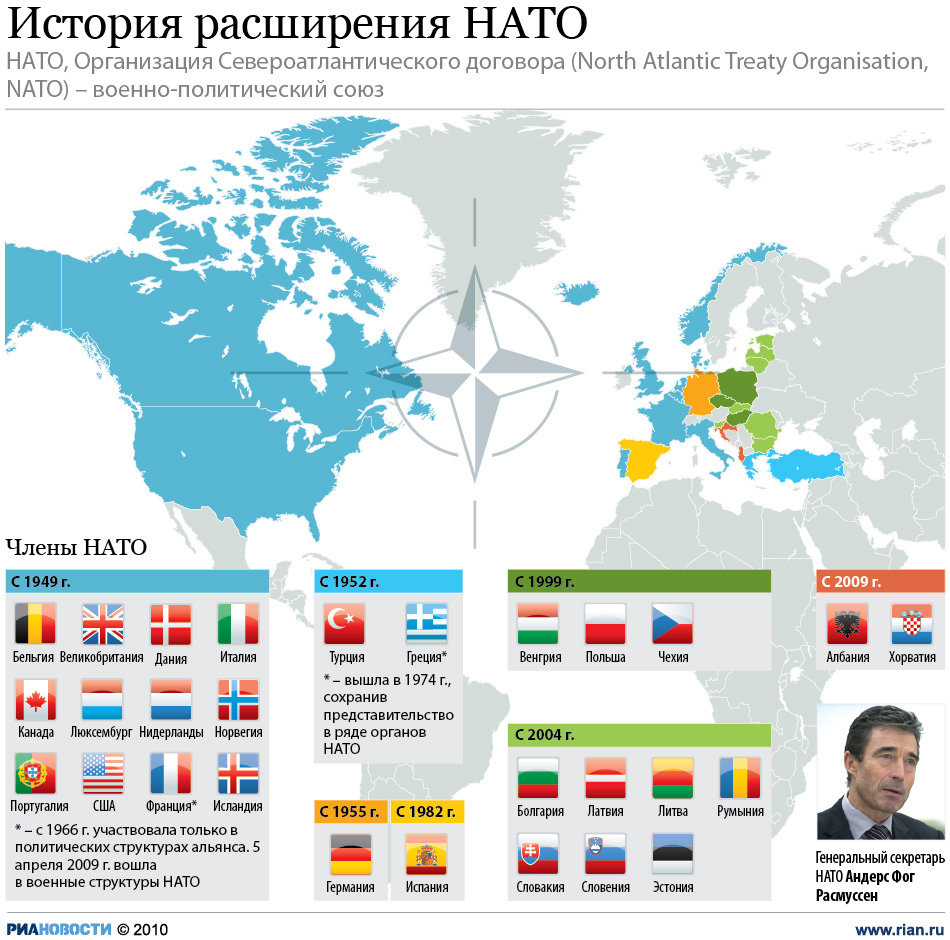 История расширения НАТО
НАТО, Организация Североатлантического договора (North Atlantic Treaty Organisation,
NATO) – военно-политический союз
Члены НАТО
С 1949 г.
Бельгия Великобритания Дания Италия
Канада Люксембург Нидерланды Норвегия
Португалия США Франция* Исландия
* – с 1966 г. участвовала только в
политических структурах альянса. 5
апреля 2009 г. вошла
в военные структуры НАТО
С 1952 г.
Турция Греция*
* – вышла в 1974 г.,
сохранив
представительство
в ряде органов
НАТО
С 1955 г.
Германия
С 1982 г.
Испания
С 1999 г.
Венгрия Польша Чехия
С 2004 г.
Болгария Латвия Литва Румыния
Словакия Словения Эстония
С 2009 г.
Албания Хорватия
Генеральный секретарь
НАТО Андерс Фог
Расмуссен
РИАНОВОСТИ © 2010
www.rian.ru